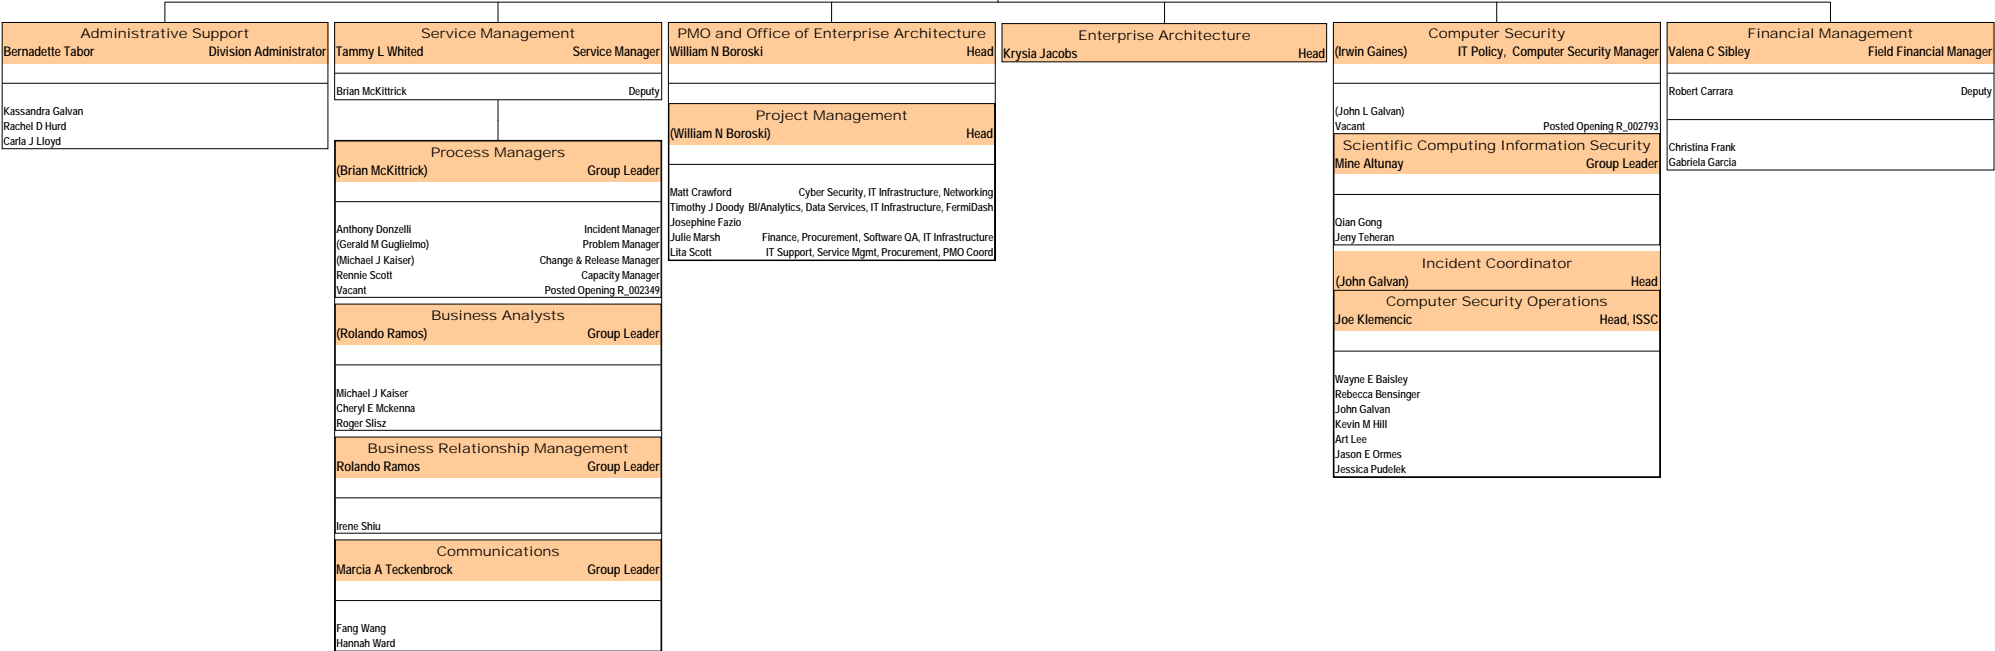 Administrative Support
Bernadette Tabor Division Administrator
Kassandra Galvan
Rachel D Hurd
Carla J Lloyd
Service Management
Tammy L Whited Service Manager
Brian McKittrick Deputy
Process Managers
(Brian McKittrick) Group Leader
Anthony Donzelli Incident Manager
(Gerald M Guglielmo) Problem Manager
(Michael J Kaiser) Change & Release Manager
Rennie Scott Capacity Manager
Vacant Posted Opening R_002349
Business Analysts
(Rolando Ramos) Group Leader
Michael J Kaiser
Cheryl E Mckenna
Roger Slisz
Business Relationship Management
Rolando Ramos Group Leader
Irene Shiu
Communications
Marcia A Teckenbrock Group Leader
Fang Wang
Hannah Ward
PMO and Office of Enterprise Architecture
William N Boroski Head
Project Management
(William N Boroski) Head
Matt Crawford Cyber Security, IT Infrastructure, Networking
Timothy J Doody BI/Analytics, Data Services, IT Infrastructure, FermiDash
Josephine Fazio
Julie Marsh Finance, Procurement, Software QA, IT Infrastructure
Lita Scott IT Support, Service Mgmt, Procurement, PMO Coord
Enterprise Architecture
Krysia Jacobs Head
Computer Security
(Irwin Gaines) IT Policy, Computer Security Manager
(John L Galvan)
Vacant Posted Opening R_002793
Scientific Computing Information Security
Mine Altunay Group Leader
Qian Gong
Jeny Teheran
Incident Coordinator
(John Galvan) Head
Computer Security Operations
Joe Klemencic Head, ISSC
Wayne E Baisley
Rebecca Bensinger
John Galvan
Kevin M Hill
Art Lee
Jason E Ormes
Jessica Pudelek
Financial Management
Valena C Sibley Field Financial Manager
Robert Carrara Deputy
Christina Frank
Gabriela Garcia